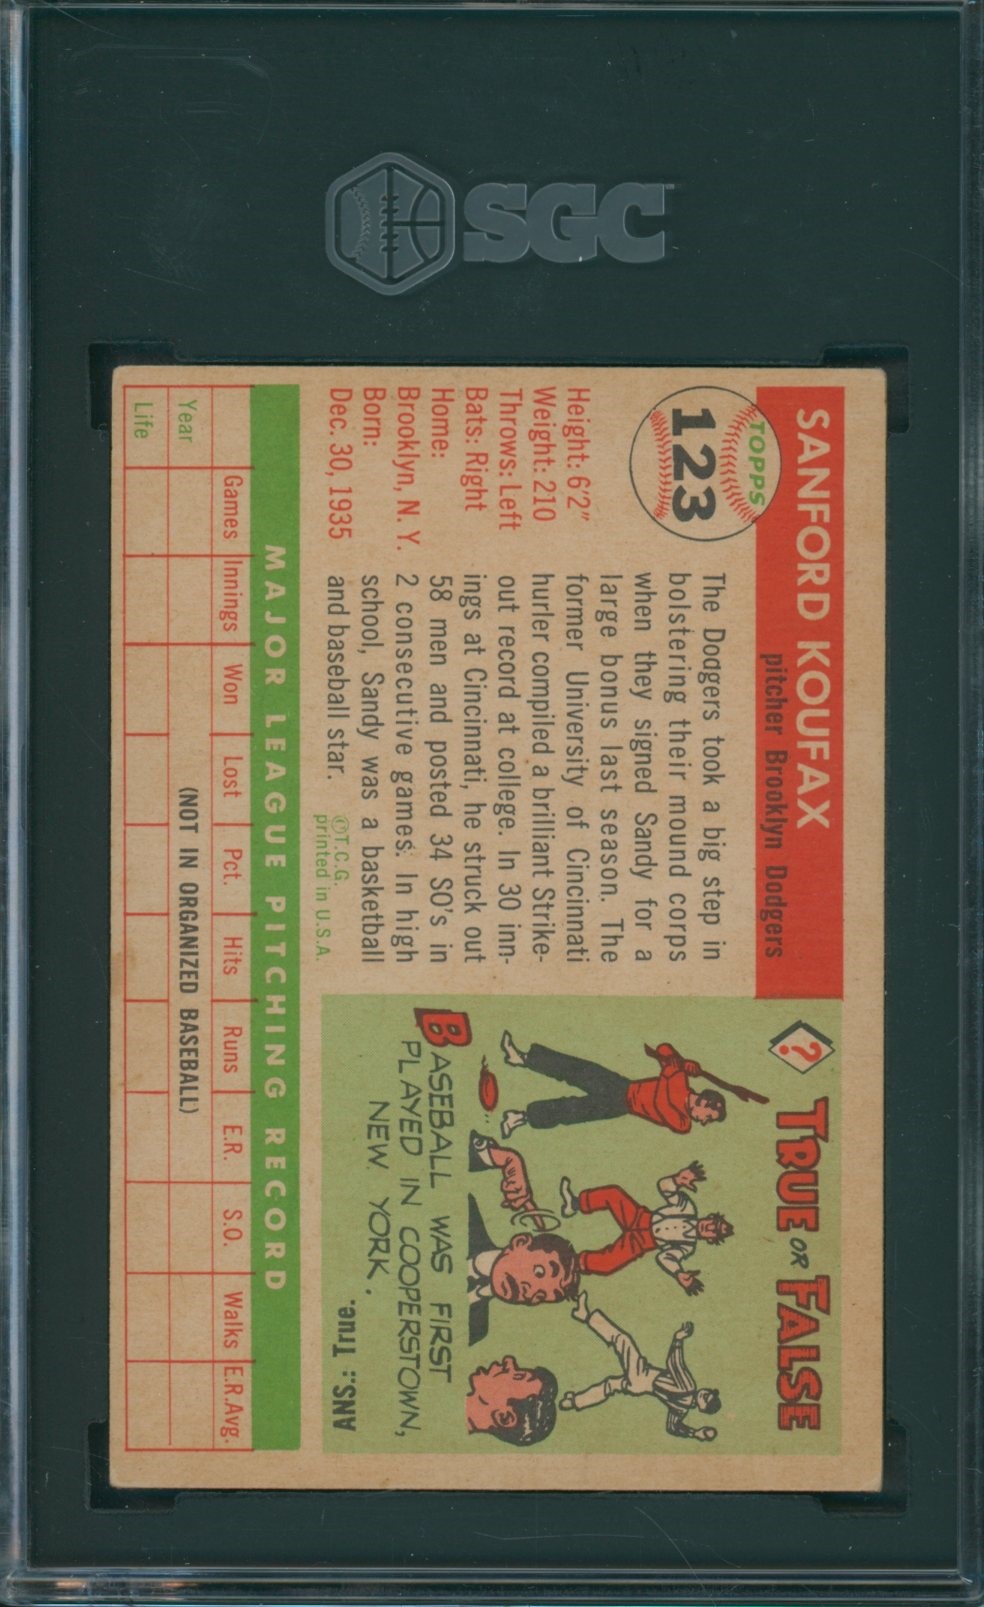 SGC
SANFORD KOUFAX
pitcher Brooklyn Dodgers
TOPPS
123
Height: 6'2"
Weight: 210
Throws: Left
Bats: Right
Home:
Brooklyn, N. Y.
Born:
Dec. 30, 1935
The Dodgers took a big step in
bolstering their mound corps
when they signed Sandy for a
large bonus last season. The
former University of Cincinnati
hurler compiled a brilliant Strike-
out record at college. In 30 inn-
ings at Cincinnati, he struck out
58 men and posted 34 SO's in
2 consecutive games. In high
school, Sandy was a basketball
and baseball star.
©T.C.G.
printed in U.S.A.
?
TRUE OR FALSE
BASEBALL WAS FIRST
PLAYED IN COOPERSTOWN,
NEW YORK.
ANS: True.
MAJOR LEAGUE PITCHING RECORD
Games Innings Won Lost Pct. Hits Runs E.R. S.O. Walks E.R.Avg.
Year
(NOT IN ORGANIZED BASEBALL)
Life